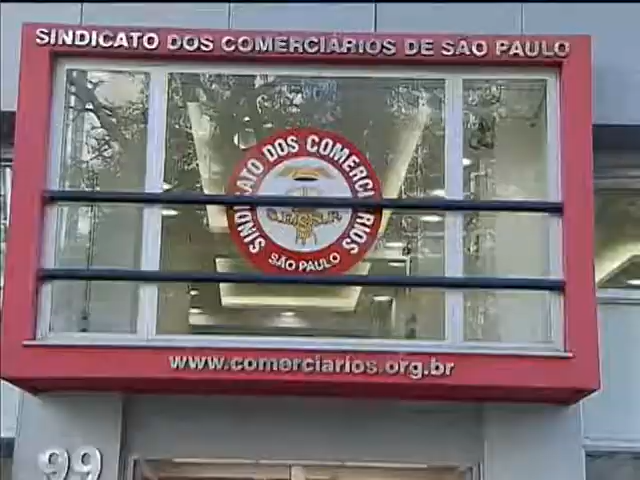 SINDICATO DOS COMERCIÁRIOS DE SÃO PAULO
SINDICATO DOS COMERCIÁRIOS
SÃO PAULO
www.comerciarios.org.br
99